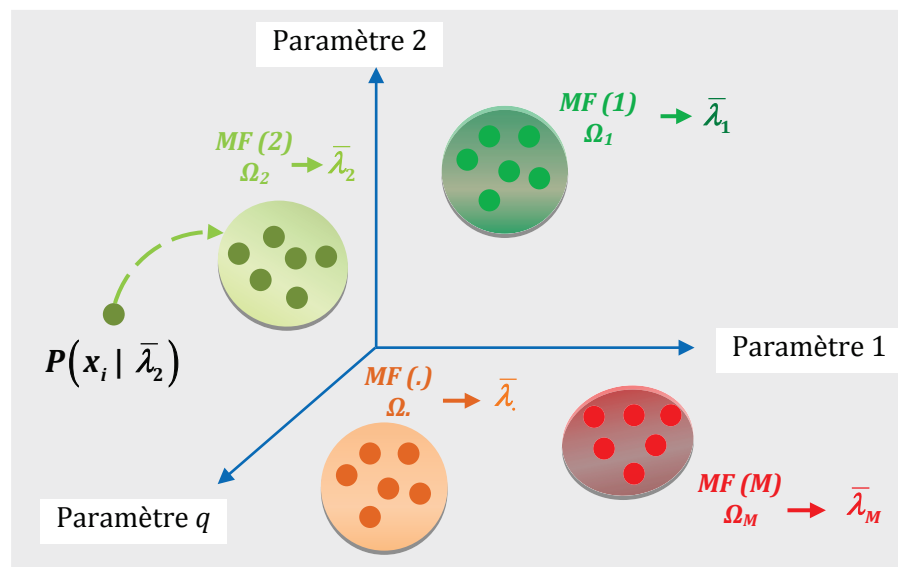 Paramètre 2
MF (1)
Ω₁ → λ̄₁
MF (2)
Ω₂ → λ̄₂
P(xᵢ | λ̄₂)
Paramètre 1
MF (.)
Ω. → λ̄.
Paramètre q
MF (M)
Ω_M → λ̄_M